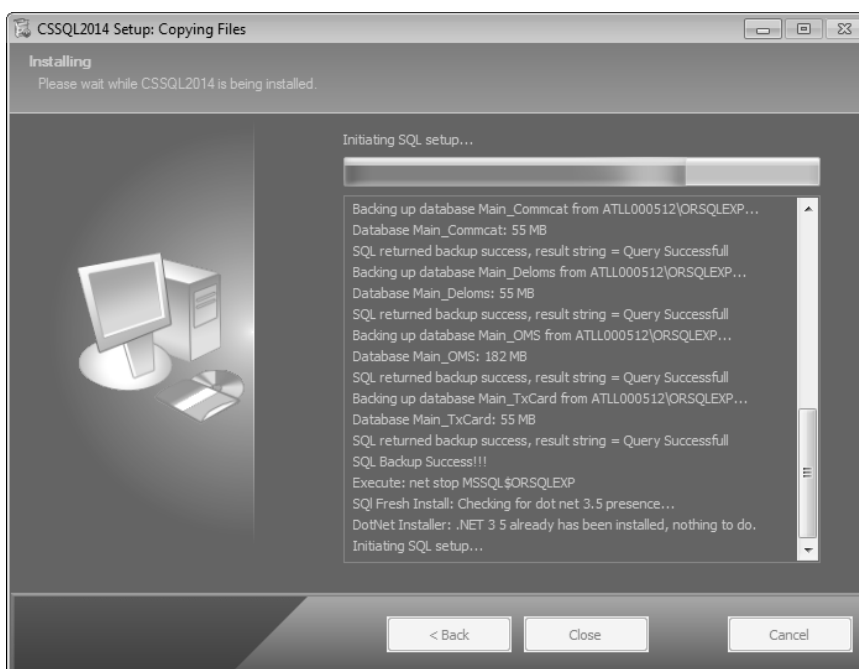 CSSQL2014 Setup: Copying Files
Installing
Please wait while CSSQL2014 is being installed.
Initiating SQL setup...
Backing up database Main_Commcat from ATLL000512\ORSQLEXP...
Database Main_Commcat: 55 MB
SQL returned backup success, result string = Query Successfull
Backing up database Main_Deloms from ATLL000512\ORSQLEXP...
Database Main_Deloms: 55 MB
SQL returned backup success, result string = Query Successfull
Backing up database Main_OMS from ATLL000512\ORSQLEXP...
Database Main_OMS: 182 MB
SQL returned backup success, result string = Query Successfull
Backing up database Main_TxCard from ATLL000512\ORSQLEXP...
Database Main_TxCard: 55 MB
SQL returned backup success, result string = Query Successfull
SQL Backup Success!!!
Execute: net stop MSSQL$ORSQLEXP
SQl Fresh Install: Checking for dot net 3.5 presence...
DotNet Installer: .NET 3 5 already has been installed, nothing to do.
Initiating SQL setup...
< Back Close Cancel